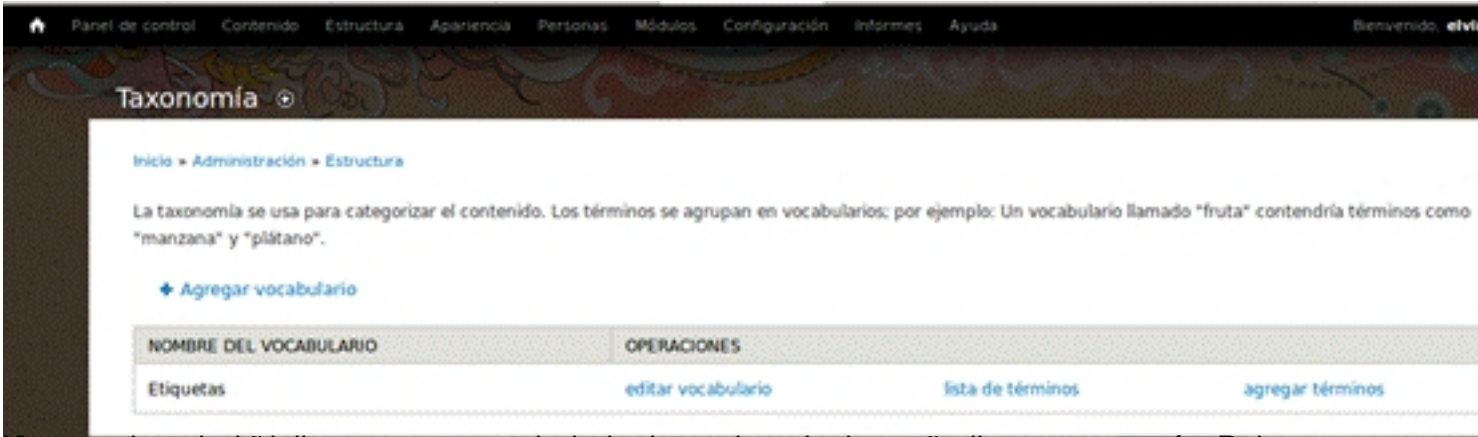 Panel de control Contenido Estructura Apariencia Personas Módulos Configuración Informes Ayuda Bienvenido,
Taxonomía
Inicio » Administración » Estructura
La taxonomía se usa para categorizar el contenido. Los términos se agrupan en vocabularios; por ejemplo: Un vocabulario llamado "fruta" contendría términos como
"manzana" y "plátano".
Agregar vocabulario
NOMBRE DEL VOCABULARIO OPERACIONES
Etiquetas editar vocabulario lista de términos agregar términos